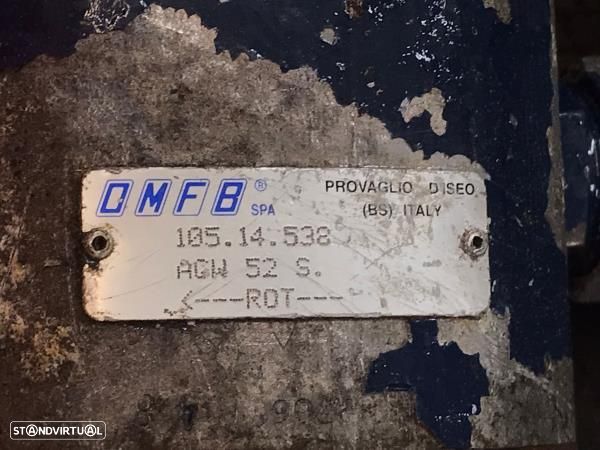 OMFB® SPA PROVAGLIO D'ISEO
(BS) ITALY
105.14.538
AGW 52 S.
<---ROT---
STANDVIRTUAL